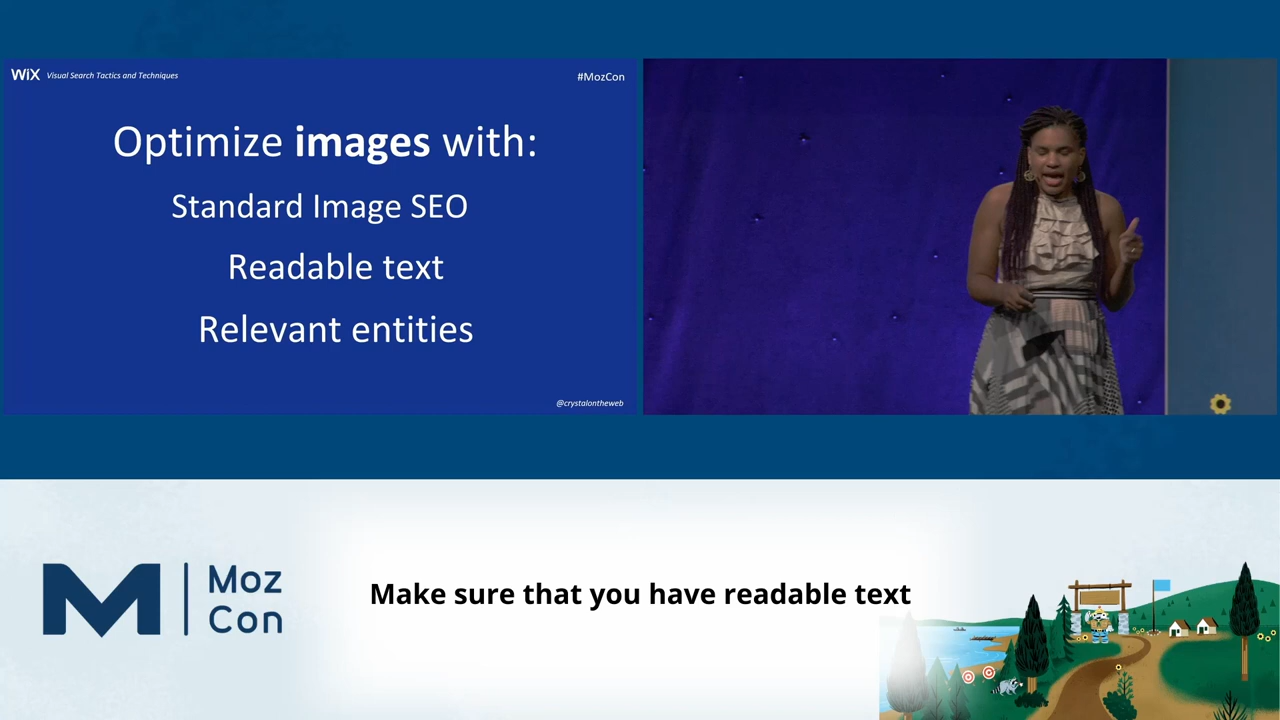 WiX Visual Search Tactics and Techniques
#MozCon
Optimize images with:
Standard Image SEO
Readable text
Relevant entities
@crystalontheweb
M Moz
Con
Make sure that you have readable text